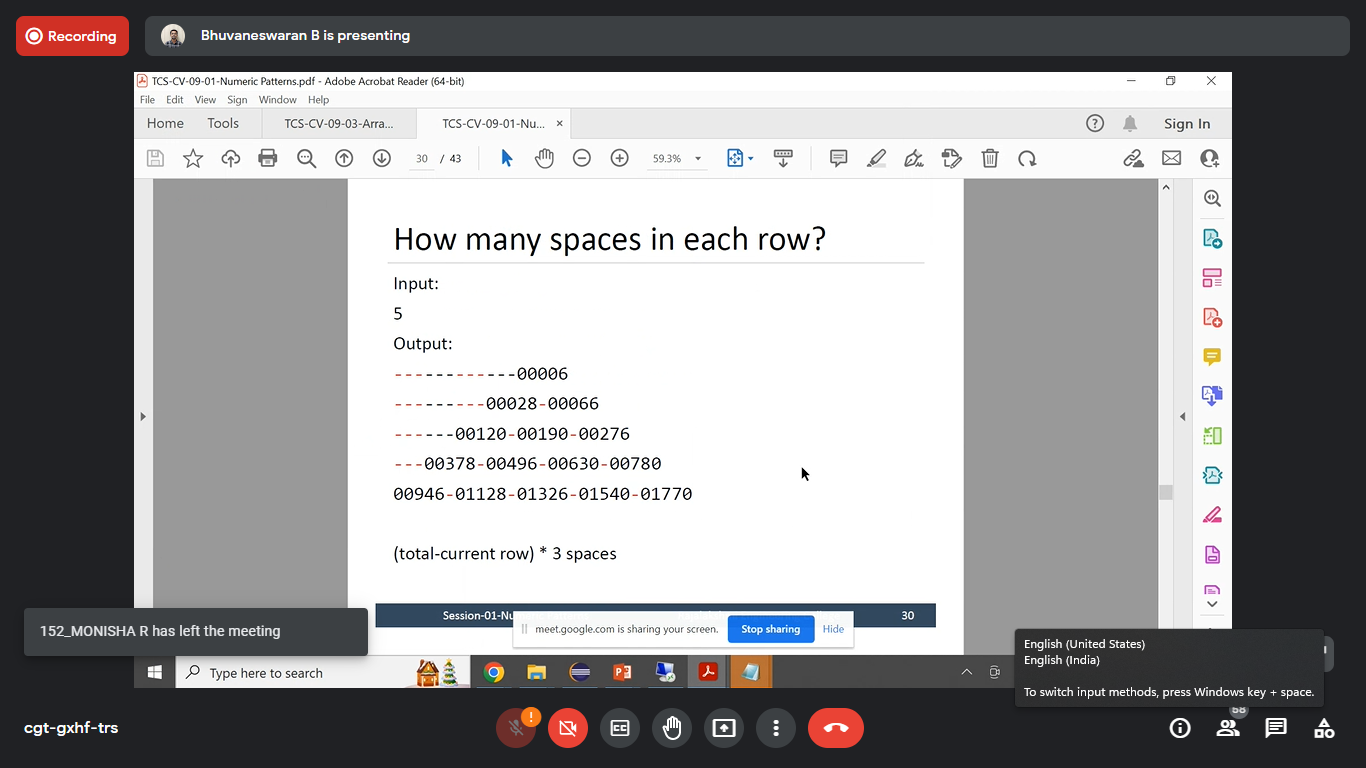 Recording
Bhuvaneswaran B is presenting
TCS-CV-09-01-Numeric Patterns.pdf - Adobe Acrobat Reader (64-bit)
File Edit View Sign Window Help
Home Tools TCS-CV-09-03-Arra... TCS-CV-09-01-Nu... × Sign In
30 / 43 59.3%
How many spaces in each row?
Input:
5
Output:
------------00006
---------00028-00066
------00120-00190-00276
---00378-00496-00630-00780
00946-01128-01326-01540-01770
(total-current row) * 3 spaces
Session-01-Nu 30
152_MONISHA R has left the meeting
meet.google.com is sharing your screen. Stop sharing Hide
English (United States)
English (India)
To switch input methods, press Windows key + space.
Type here to search
cgt-gxhf-trs
58